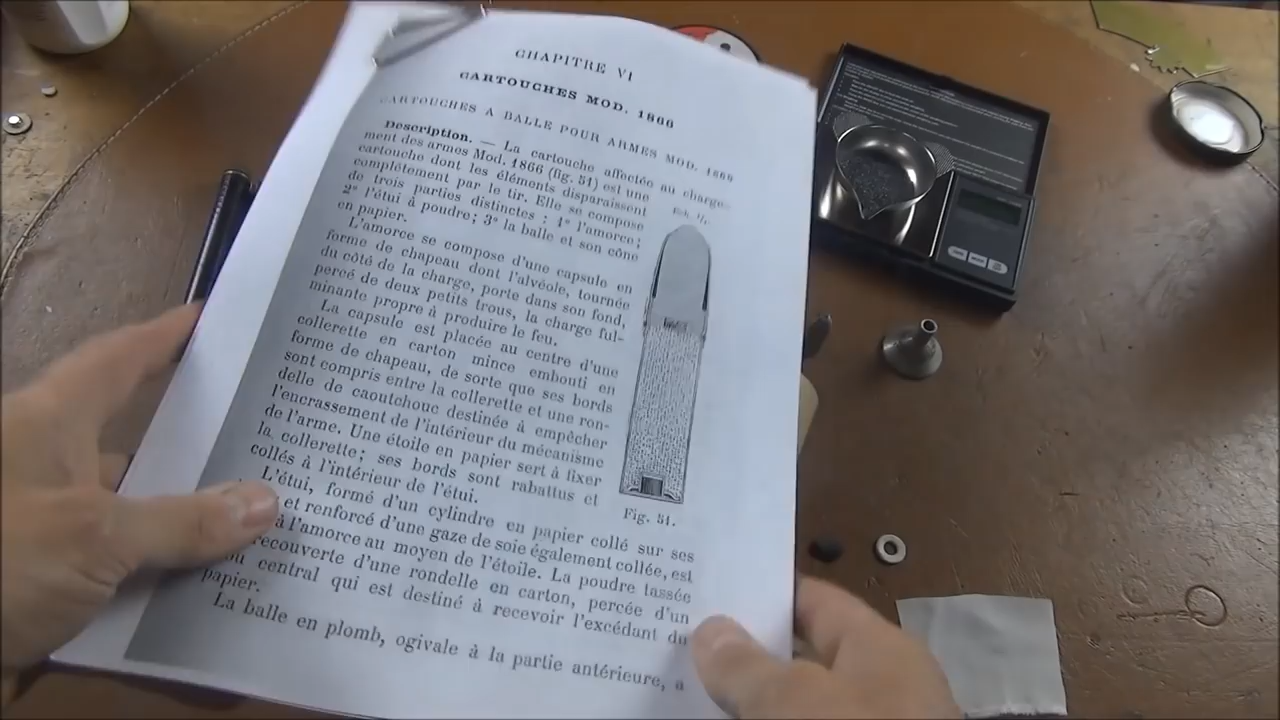 CHAPITRE VI
CARTOUCHES MOD. 1866
CARTOUCHES A BALLE POUR ARMES MOD. 1866
Description. — La cartouche affectée au charge-
ment des armes Mod. 1866 (fig. 51) est une
cartouche dont les éléments disparaissent
complètement par le tir. Elle se compose
de trois parties distinctes : 1º l'amorce;
2º l'étui à poudre; 3º la balle et son cône
en papier.
L'amorce se compose d'une capsule en
forme de chapeau dont l'alvéole, tournée
du côté de la charge, porte dans son fond,
percé de deux petits trous, la charge ful-
minante propre à produire le feu.
La capsule est placée au centre d'une
collerette en carton mince embouti en
forme de chapeau, de sorte que ses bords
sont compris entre la collerette et une ron-
delle de caoutchouc destinée à empêcher
l'encrassement de l'intérieur du mécanisme
de l'arme. Une étoile en papier sert à fixer
la collerette; ses bords sont rabattus et
collés à l'intérieur de l'étui.
Fig. 51.
L'étui, formé d'un cylindre en papier collé sur ses
et renforcé d'une gaze de soie également collée, est
à l'amorce au moyen de l'étoile. La poudre tassée
recouverte d'une rondelle en carton, percée d'un
central qui est destiné à recevoir l'excédant du
papier.
La balle en plomb, ogivale à la partie antérieure, a